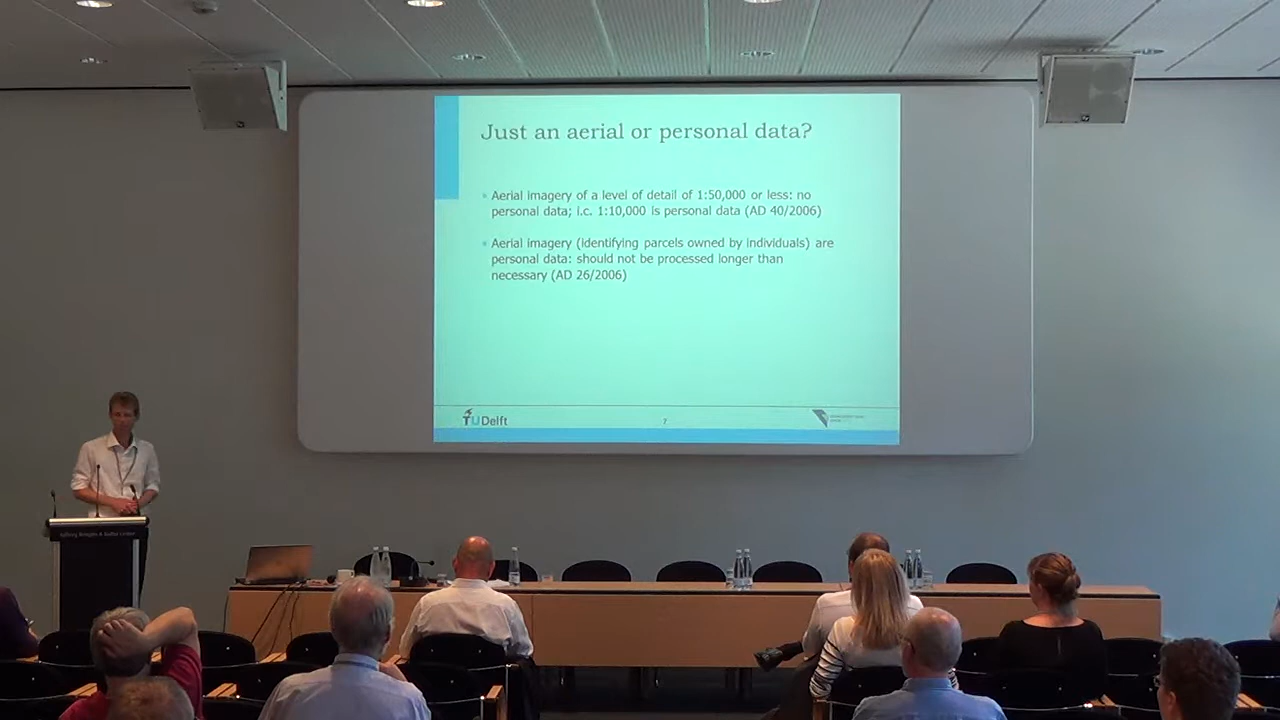 Just an aerial or personal data?
Aerial imagery of a level of detail of 1:50,000 or less: no
personal data; i.c. 1:10,000 is personal data (AD 40/2006)
Aerial imagery (identifying parcels owned by individuals) are
personal data: should not be processed longer than
necessary (AD 26/2006)
TUDelft
7